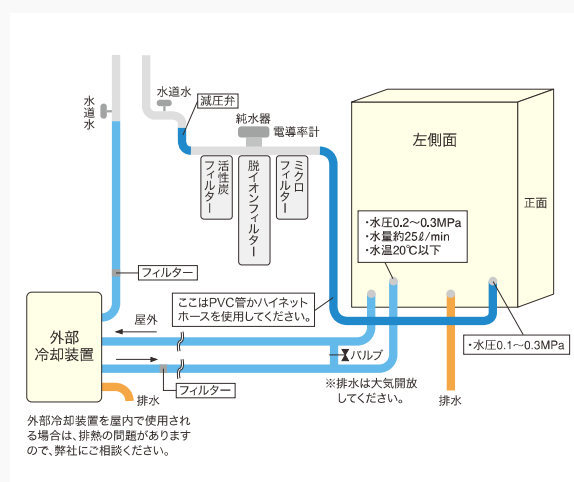 水道水
水道水
減圧弁
純水器
電導率計
活性炭
フィルター
脱イオンフィルター
ミクロ
フィルター
左側面
正面
・水圧0.2〜0.3MPa
・水量約25ℓ/min
・水温20℃以下
フィルター
ここはPVC管かハイネット
ホースを使用してください。
屋外
外部
冷却装置
バルブ
・水圧0.1〜0.3MPa
フィルター
※排水は大気開放
してください。
排水
排水
外部冷却装置を屋内で使用され
る場合は、排熱の問題があります
ので、弊社にご相談ください。